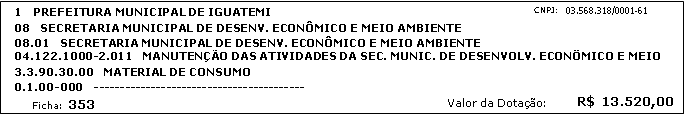 1 PREFEITURA MUNICIPAL DE IGUATEMI CNPJ: 03.568.318/0001-61
08 SECRETARIA MUNICIPAL DE DESENV. ECONÔMICO E MEIO AMBIENTE
08.01 SECRETARIA MUNICIPAL DE DESENV. ECONÔMICO E MEIO AMBIENTE
04.122.1000-2.011 MANUTENÇÃO DAS ATIVIDADES DA SEC. MUNIC. DE DESENVOLV. ECONÔMICO E MEIO
3.3.90.30.00 MATERIAL DE CONSUMO
0.1.00-000 ----------------------------------------
Ficha: 353 Valor da Dotação: R$ 13.520,00